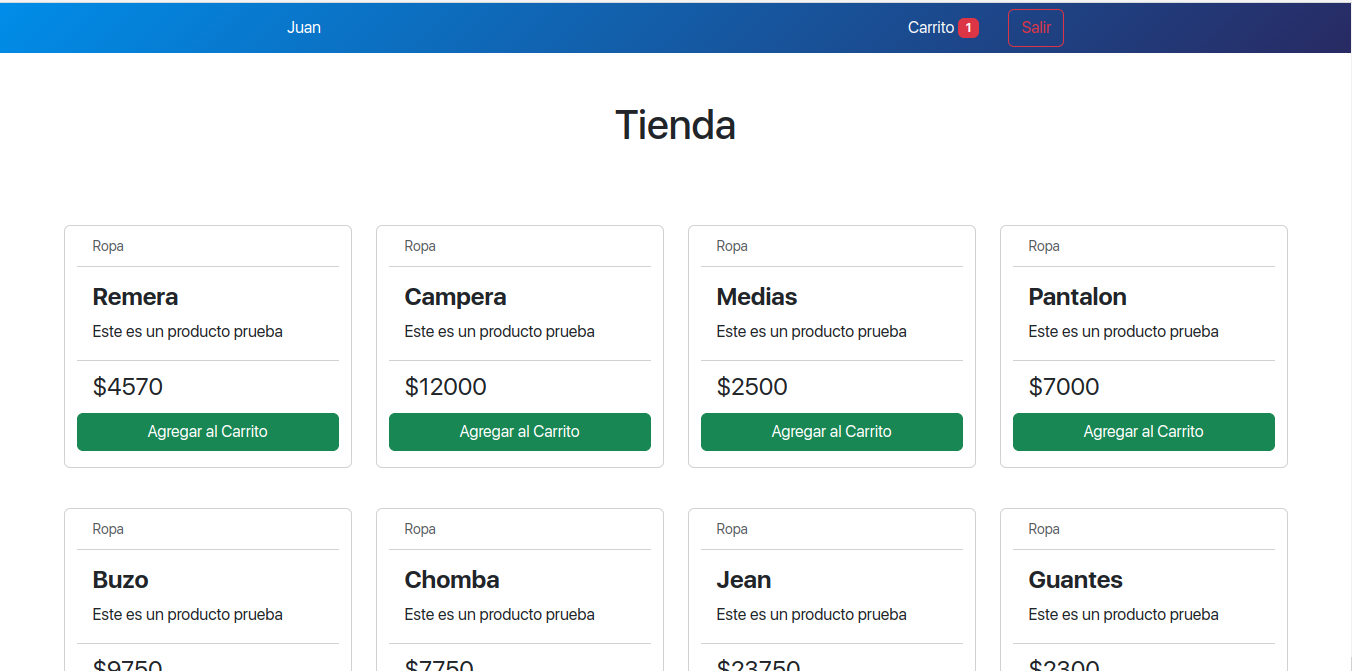 Juan Carrito 1 Salir
Tienda
Ropa Ropa Ropa Ropa
Remera Campera Medias Pantalon
Este es un producto prueba Este es un producto prueba Este es un producto prueba Este es un producto prueba
$4570 $12000 $2500 $7000
Agregar al Carrito Agregar al Carrito Agregar al Carrito Agregar al Carrito
Ropa Ropa Ropa Ropa
Buzo Chomba Jean Guantes
Este es un producto prueba Este es un producto prueba Este es un producto prueba Este es un producto prueba
$9750 $7750 $23750 $2300